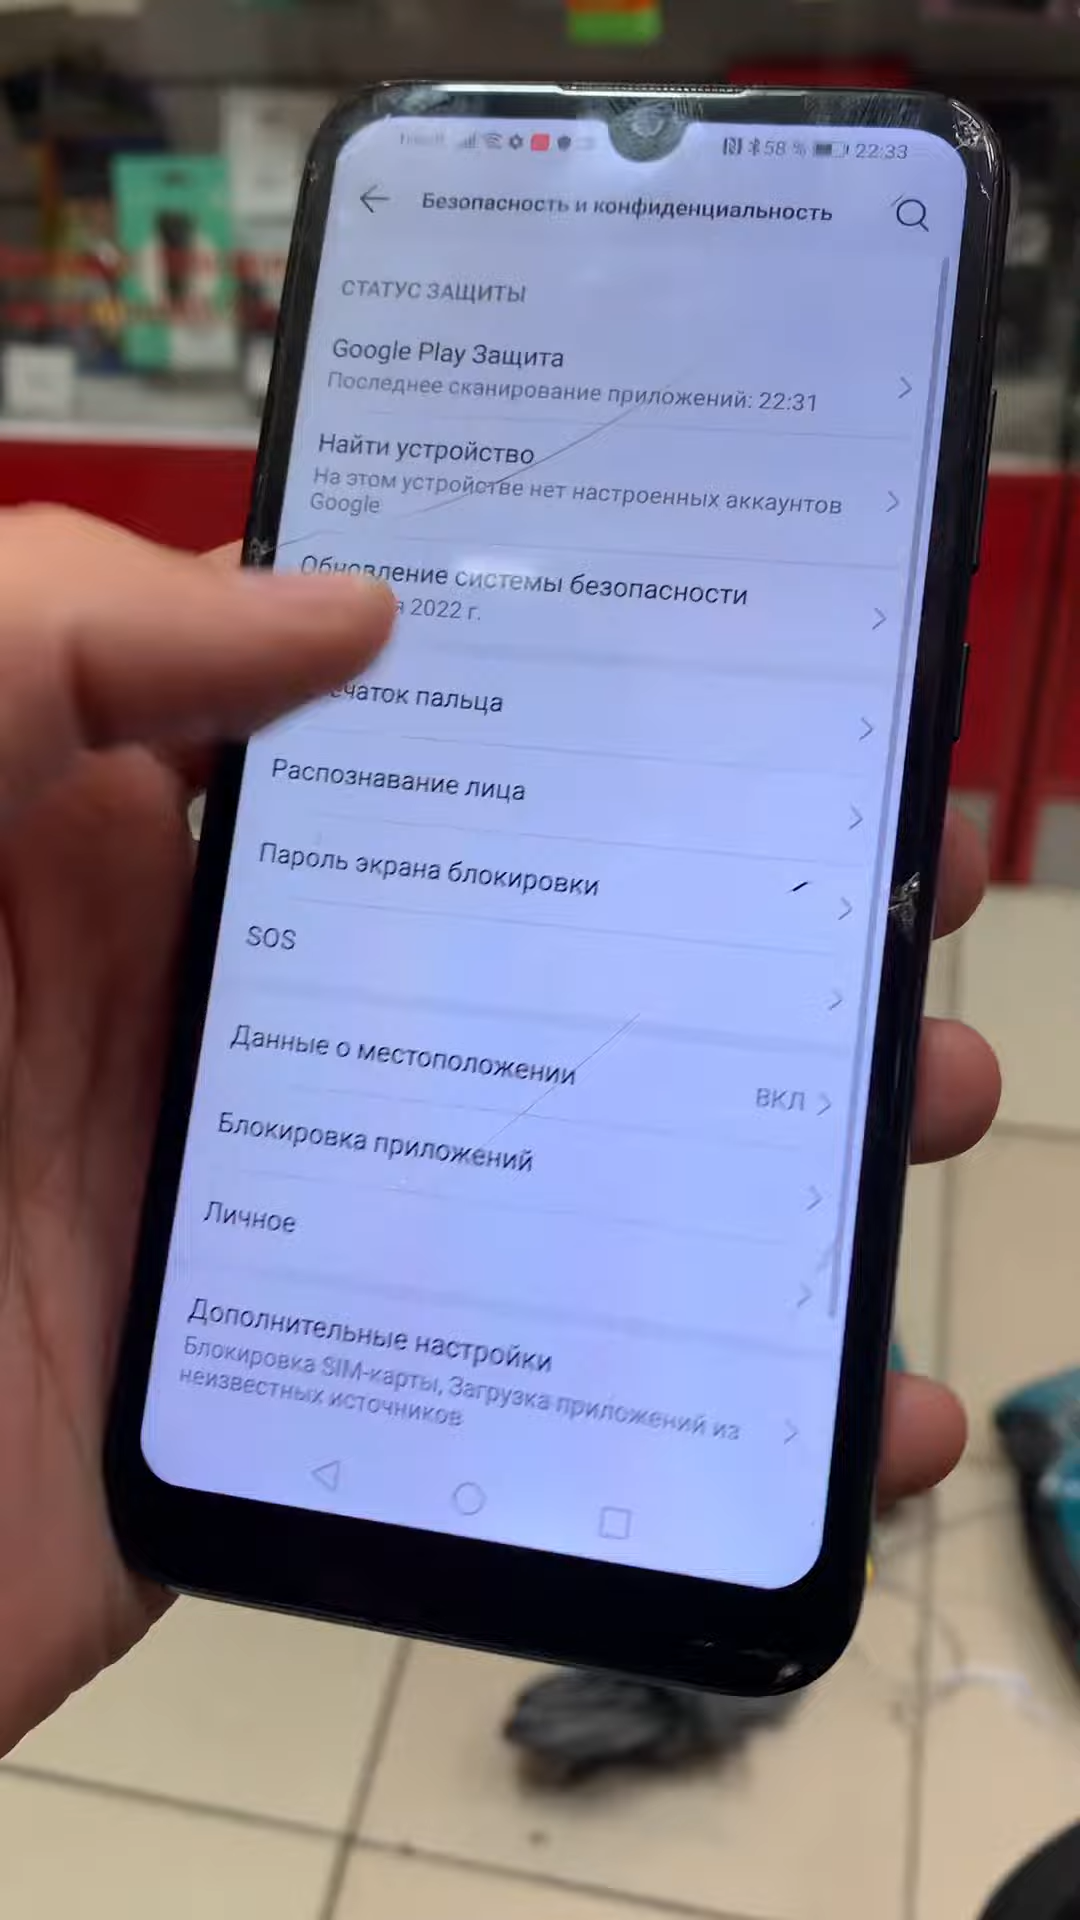 58 % 22:33
Безопасность и конфиденциальность
СТАТУС ЗАЩИТЫ
Google Play Защита
Последнее сканирование приложений: 22:31
Найти устройство
На этом устройстве нет настроенных аккаунтов
Google
Обновление системы безопасности
2022 г.
Распознавание лица
пальца
Пароль экрана блокировки
SOS
Данные о местоположении
ВКЛ
Блокировка приложений
Личное
Дополнительные настройки
Блокировка SIM-карты, Загрузка приложений из
неизвестных источников